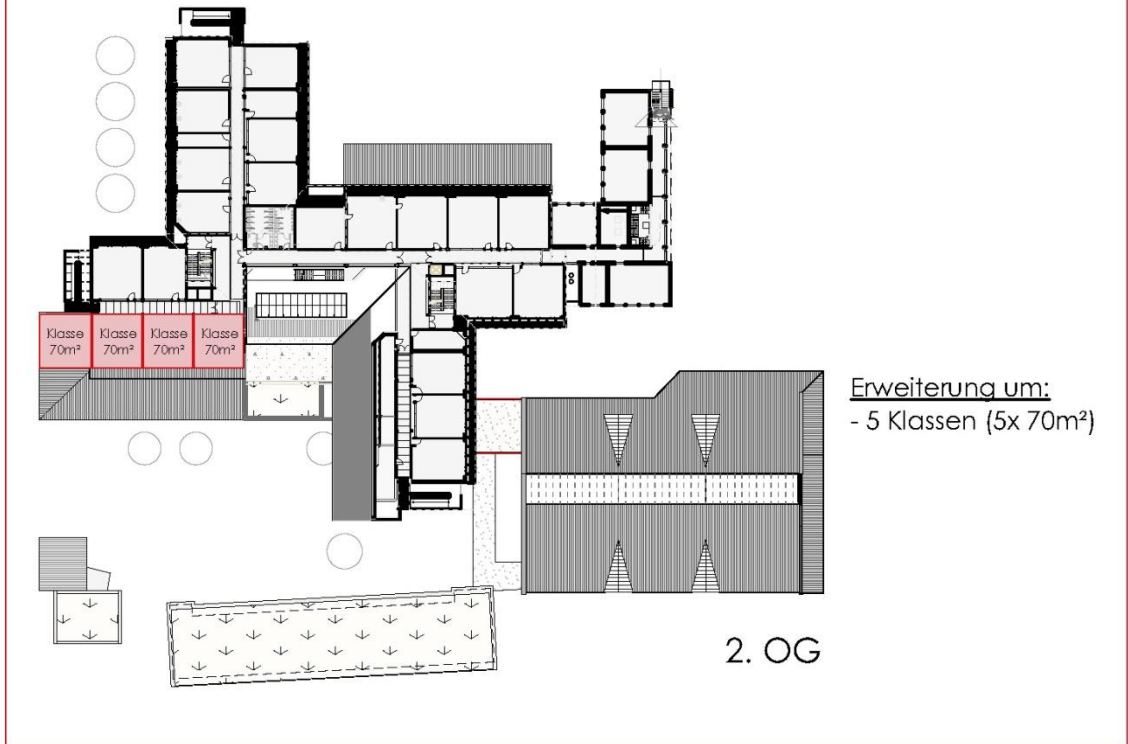 Klasse Klasse Klasse Klasse
70m² 70m² 70m² 70m²
Erweiterung um:
- 5 Klassen (5x 70m²)
2. OG